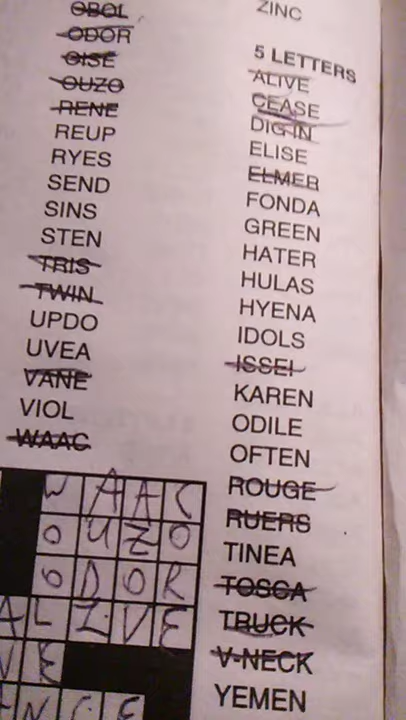 OBOL
ODOR
OISE
OUZO
RENE
REUP
RYES
SEND
SINS
STEN
TRIS
TWIN
UPDO
UVEA
VANE
VIOL
WAAC
ZINC
5 LETTERS
ALIVE
CEASE
DIG IN
ELISE
ELMER
FONDA
GREEN
HATER
HULAS
HYENA
IDOLS
ISSEI
KAREN
ODILE
OFTEN
ROUGE
RUERS
TINEA
TOSCA
TRUCK
V-NECK
YEMEN
WAAC
OUZO
ODOR
ALIVE
NE
NCE